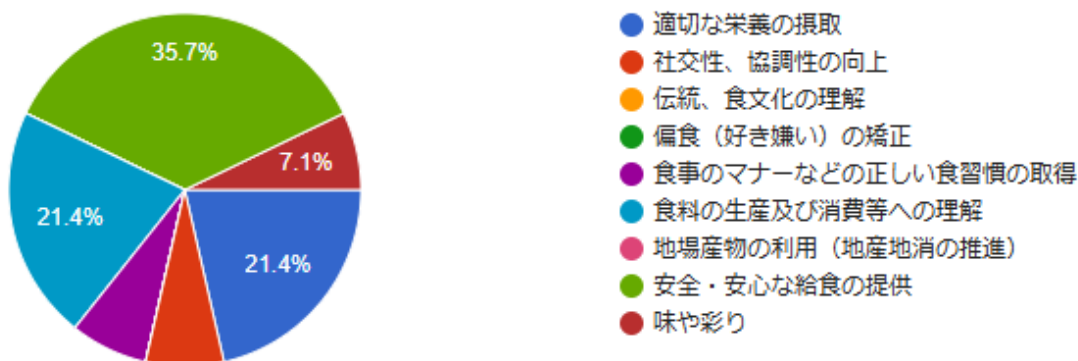 35.7%
7.1%
21.4%
21.4%
適切な栄養の摂取
社交性、協調性の向上
伝統、食文化の理解
偏食（好き嫌い）の矯正
食事のマナーなどの正しい食習慣の取得
食料の生産及び消費等への理解
地場産物の利用（地産地消の推進）
安全・安心な給食の提供
味や彩り